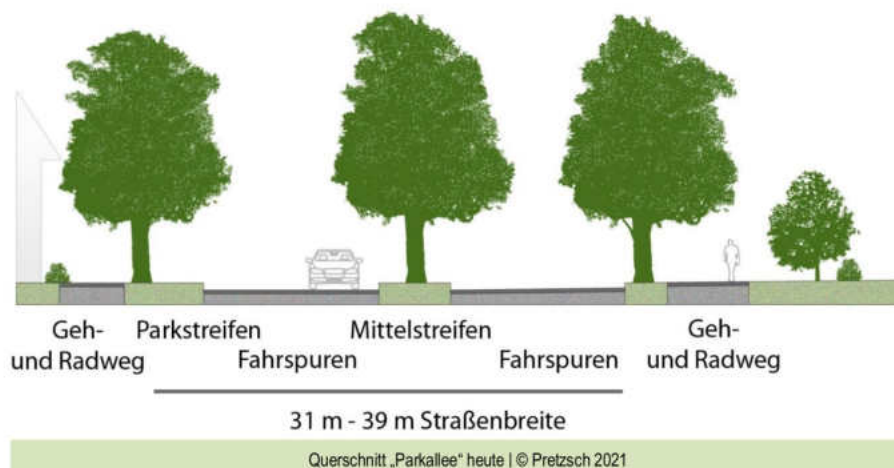 Geh- Parkstreifen Mittelstreifen Geh-
und Radweg Fahrspuren Fahrspuren und Radweg
31 m - 39 m Straßenbreite
Querschnitt „Parkallee“ heute | © Pretzsch 2021